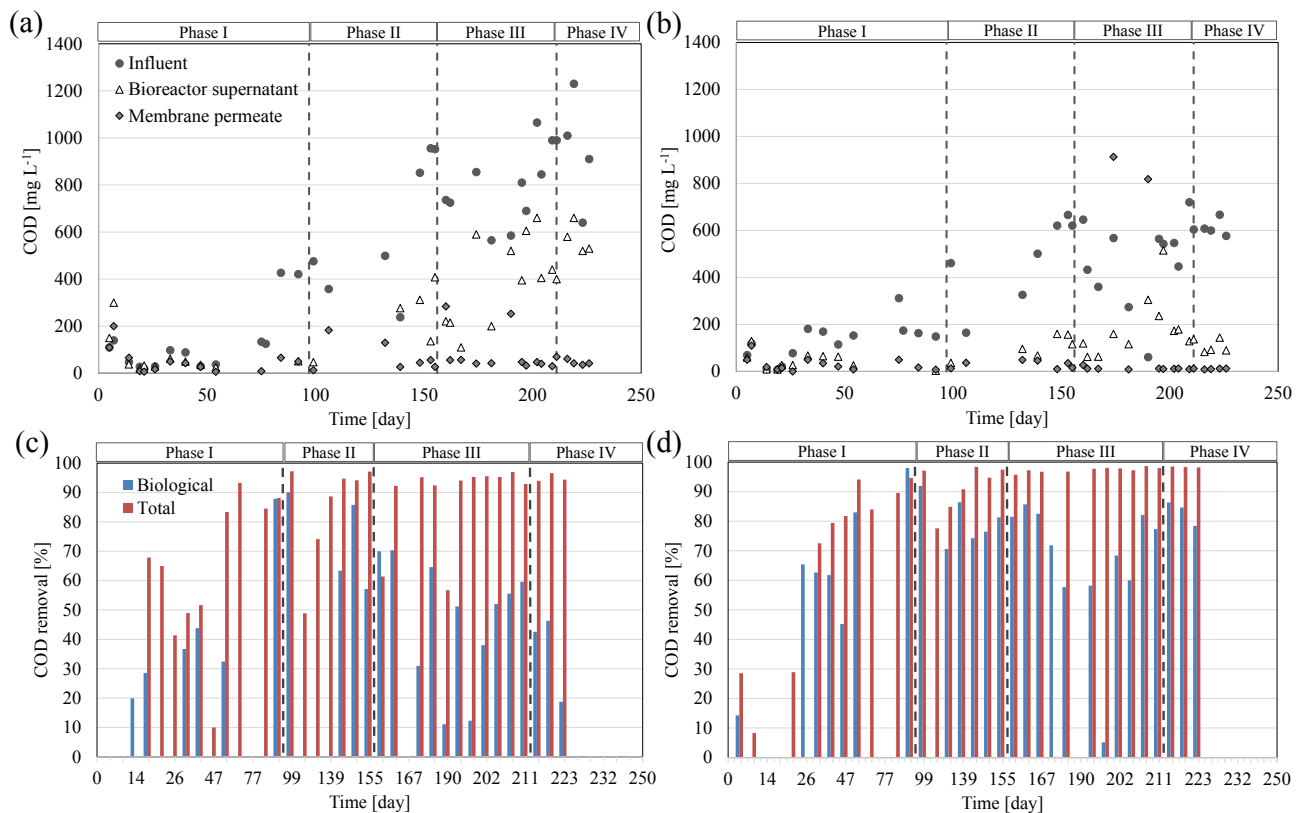 (a)
Phase I Phase II Phase III Phase IV
1400
1200
1000
800
600
400
200
0
COD [mg L-1]
Influent
Bioreactor supernatant
Membrane permeate
0 50 100 150 200 250
Time [day]
(b)
Phase I Phase II Phase III Phase IV
1400
1200
1000
800
600
400
200
0
COD [mg L-1]
0 50 100 150 200 250
Time [day]
(c)
Phase I Phase II Phase III Phase IV
100
90
80
70
60
50
40
30
20
10
0
COD removal [%]
Biological
Total
0 14 26 47 77 99 139 155 167 190 202 211 223 232 250
Time [day]
(d)
Phase I Phase II Phase III Phase IV
100
90
80
70
60
50
40
30
20
10
0
COD removal [%]
Biological
Total
0 14 26 47 77 99 139 155 167 190 202 211 223 232 250
Time [day]